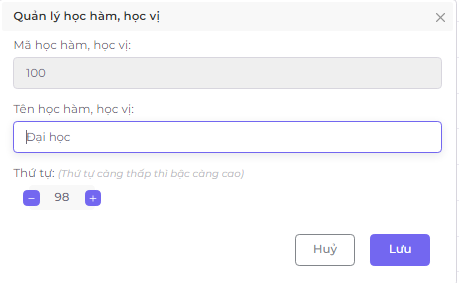 Quản lý học hàm, học vị
Mã học hàm, học vị:
100
Tên học hàm, học vị:
Đại học
Thứ tự: (Thứ tự càng thấp thì bậc càng cao)
− 98 +
Huỷ Lưu